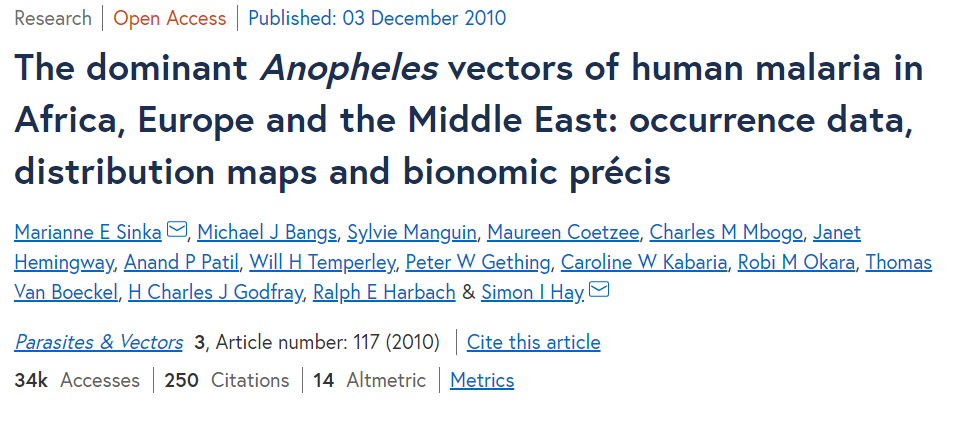 Research | Open Access | Published: 03 December 2010
The dominant Anopheles vectors of human malaria in
Africa, Europe and the Middle East: occurrence data,
distribution maps and bionomic précis
Marianne E Sinka, Michael J Bangs, Sylvie Manguin, Maureen Coetzee, Charles M Mbogo, Janet
Hemingway, Anand P Patil, Will H Temperley, Peter W Gething, Caroline W Kabaria, Robi M Okara, Thomas
Van Boeckel, H Charles J Godfray, Ralph E Harbach & Simon I Hay
Parasites & Vectors 3, Article number: 117 (2010) | Cite this article
34k Accesses | 250 Citations | 14 Altmetric | Metrics